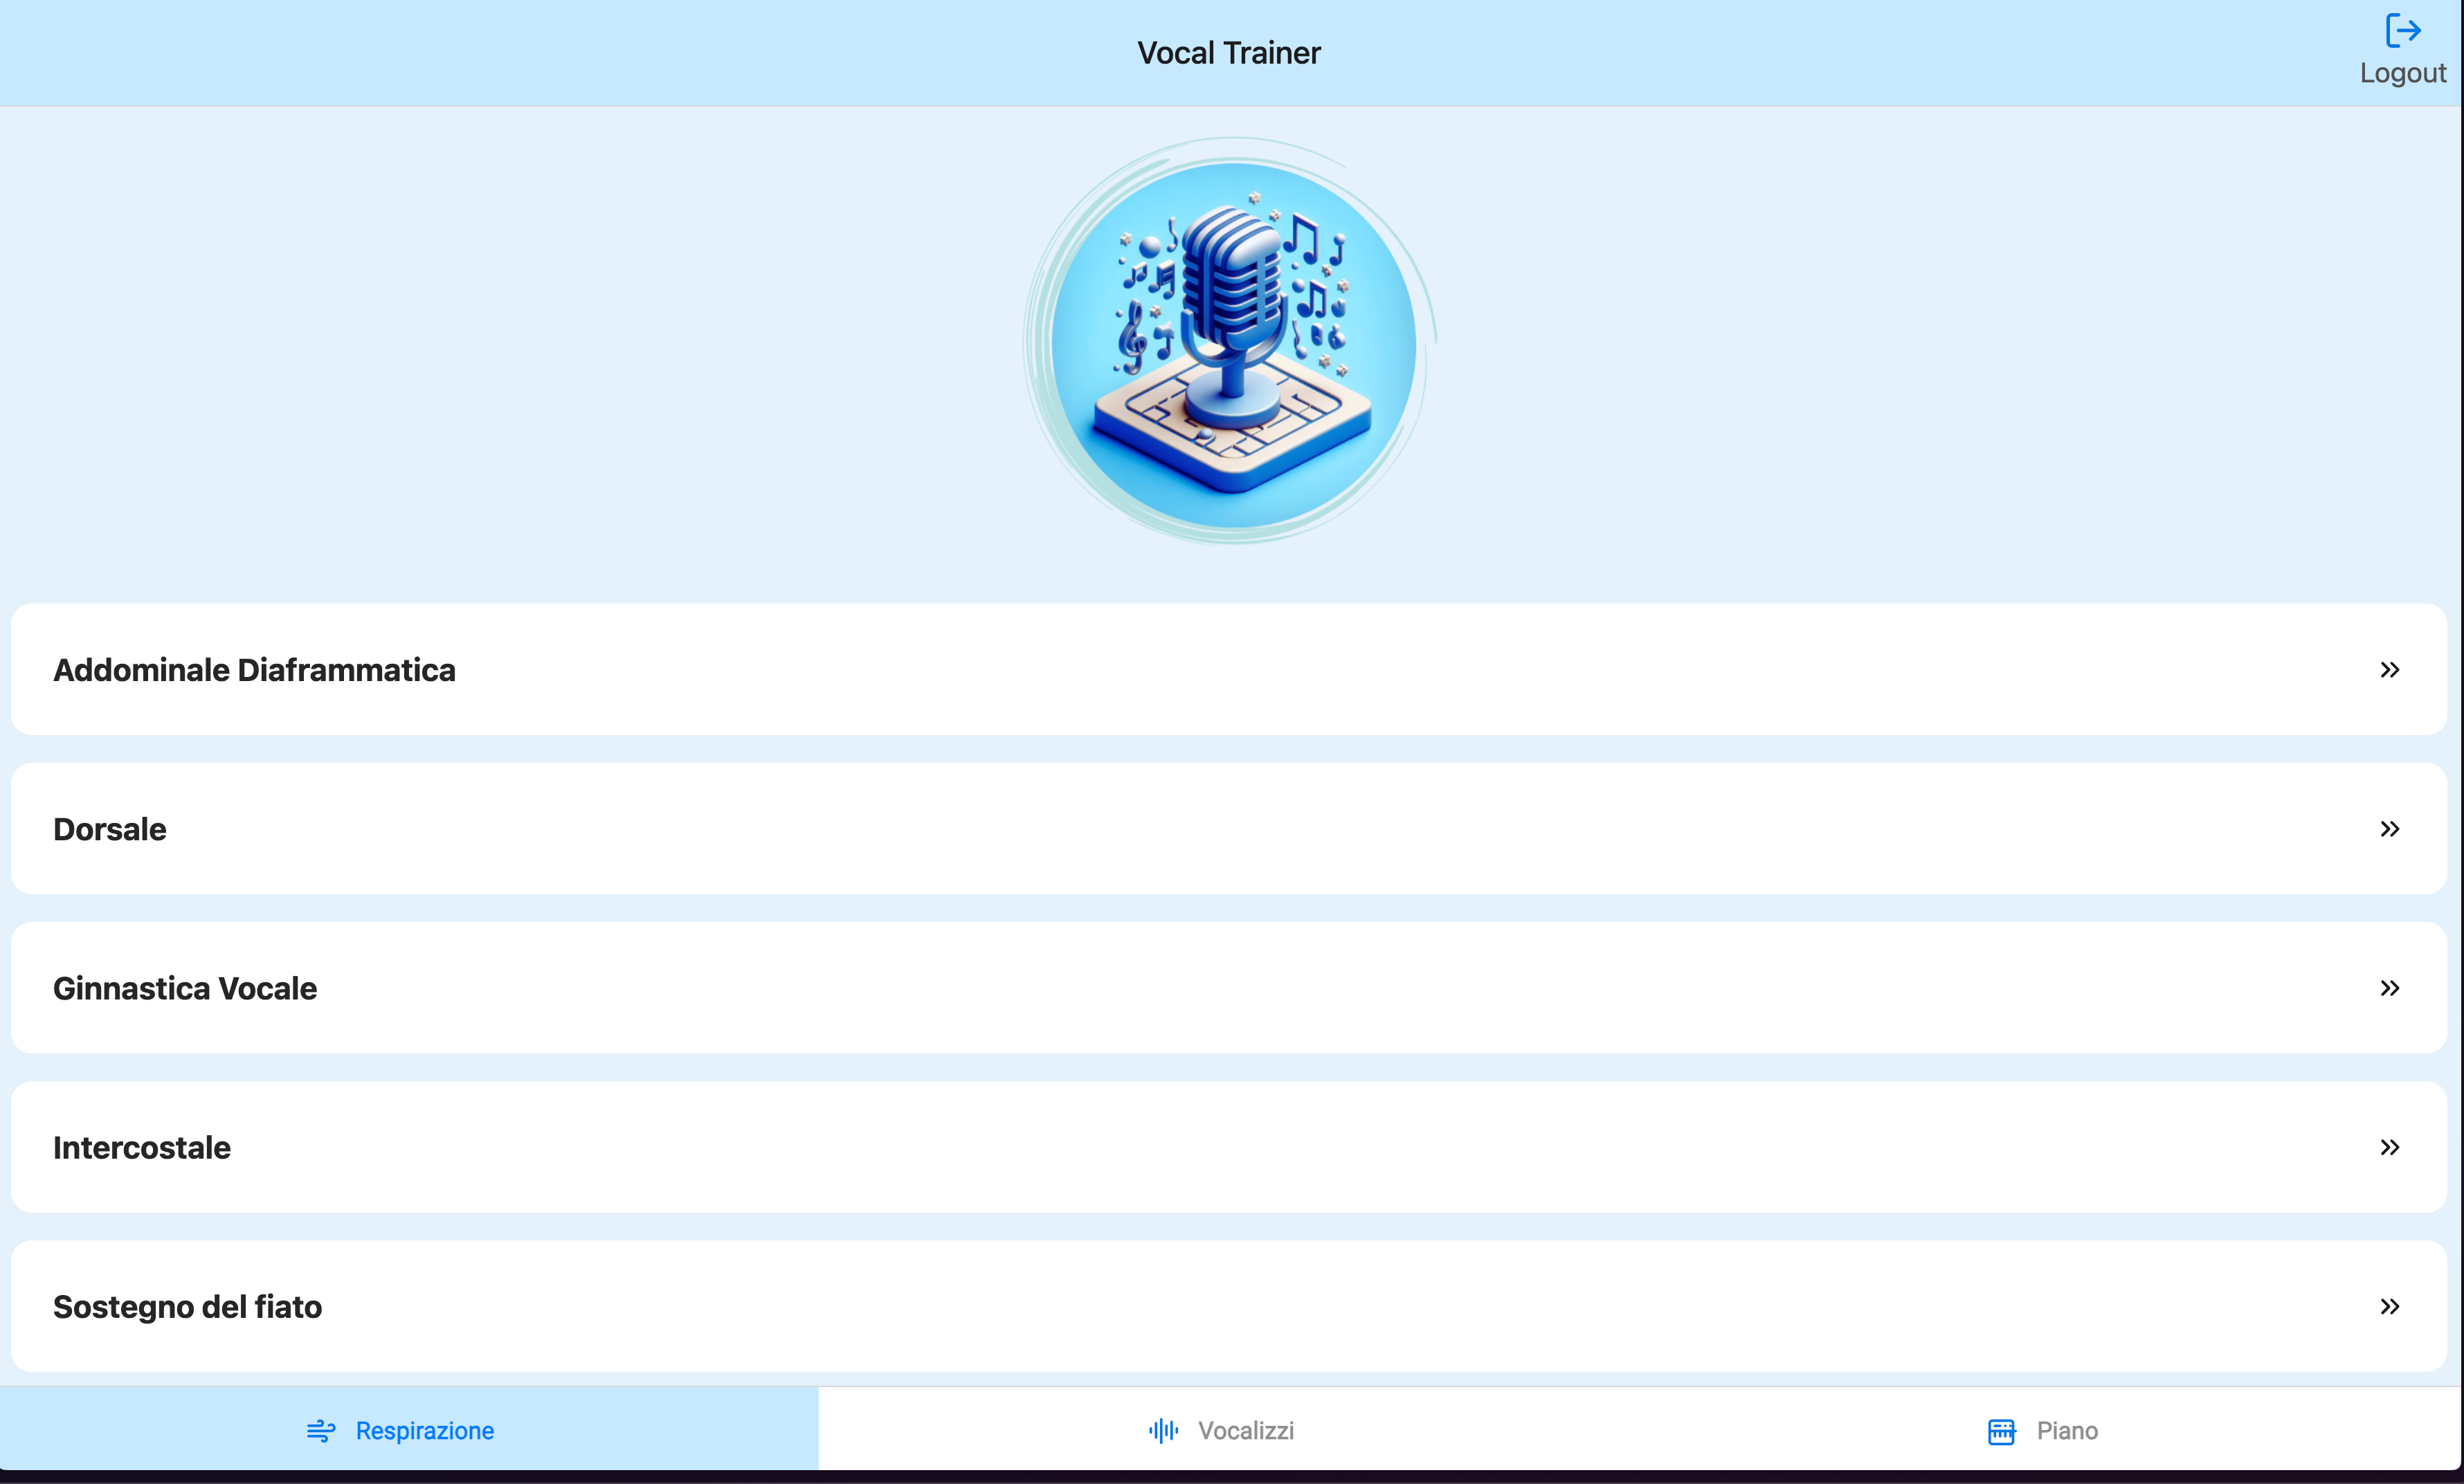 Vocal Trainer
Logout
Addominale Diaframmatica
Dorsale
Ginnastica Vocale
Intercostale
Sostegno del fiato
Respirazione
Vocalizzi
Piano